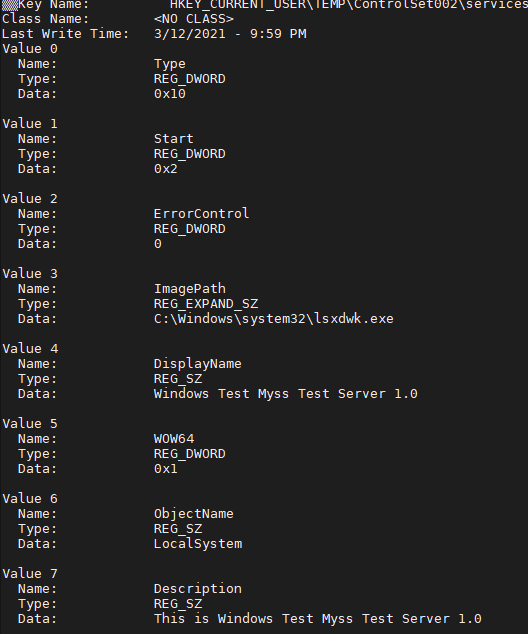 Key Name: HKEY_CURRENT_USER\TEMP\ControlSet002\services
Class Name: <NO CLASS>
Last Write Time: 3/12/2021 - 9:59 PM
Value 0
Name: Type
Type: REG_DWORD
Data: 0x10
Value 1
Name: Start
Type: REG_DWORD
Data: 0x2
Value 2
Name: ErrorControl
Type: REG_DWORD
Data: 0
Value 3
Name: ImagePath
Type: REG_EXPAND_SZ
Data: C:\Windows\system32\lsxdwk.exe
Value 4
Name: DisplayName
Type: REG_SZ
Data: Windows Test Myss Test Server 1.0
Value 5
Name: WOW64
Type: REG_DWORD
Data: 0x1
Value 6
Name: ObjectName
Type: REG_SZ
Data: LocalSystem
Value 7
Name: Description
Type: REG_SZ
Data: This is Windows Test Myss Test Server 1.0